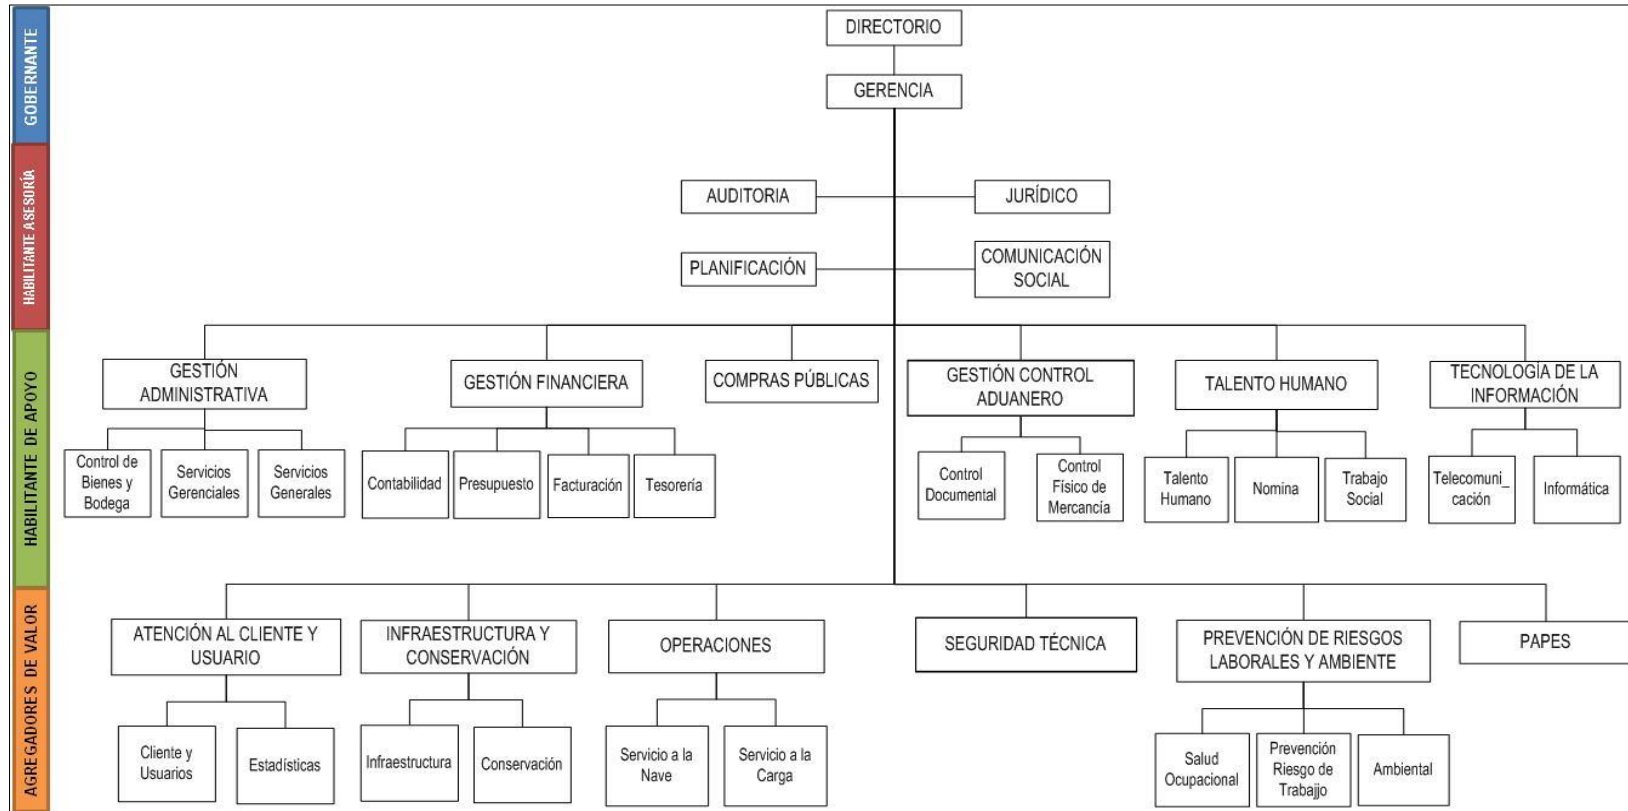 GOBERNANTE
DIRECTORIO
GERENCIA
HABILITANTE ASESORÍA
AUDITORIA
JURÍDICO
PLANIFICACIÓN
COMUNICACIÓN
SOCIAL
HABILITANTE DE APOYO
GESTIÓN
ADMINISTRATIVA
GESTIÓN FINANCIERA
COMPRAS PÚBLICAS
GESTIÓN CONTROL
ADUANERO
TALENTO HUMANO
TECNOLOGÍA DE LA
INFORMACIÓN
Control de
Bienes y
Bodega
Servicios
Gerenciales
Servicios
Generales
Contabilidad
Presupuesto
Facturación
Tesorería
Control
Documental
Control
Físico de
Mercancía
Talento
Humano
Nomina
Trabajo
Social
Telecomuni_
cación
Informática
AGREGADORES DE VALOR
ATENCIÓN AL CLIENTE Y
USUARIO
INFRAESTRUCTURA Y
CONSERVACIÓN
OPERACIONES
SEGURIDAD TÉCNICA
PREVENCIÓN DE RIESGOS
LABORALES Y AMBIENTE
PAPES
Cliente y
Usuarios
Estadísticas
Infraestructura
Conservación
Servicio a la
Nave
Servicio a la
Carga
Salud
Ocupacional
Prevención
Riesgo de
Trabajjo
Ambiental